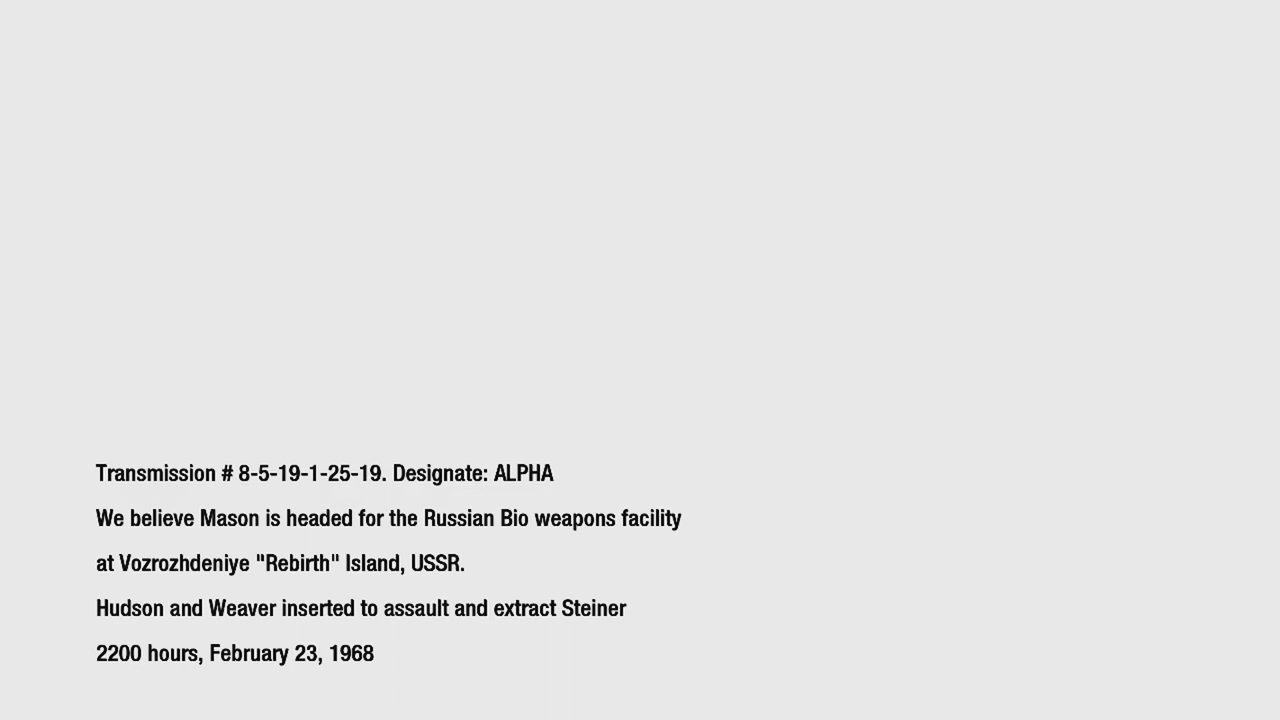 Transmission # 8-5-19-1-25-19. Designate: ALPHA
We believe Mason is headed for the Russian Bio weapons facility
at Vozrozhdeniye "Rebirth" Island, USSR.
Hudson and Weaver inserted to assault and extract Steiner
2200 hours, February 23, 1968